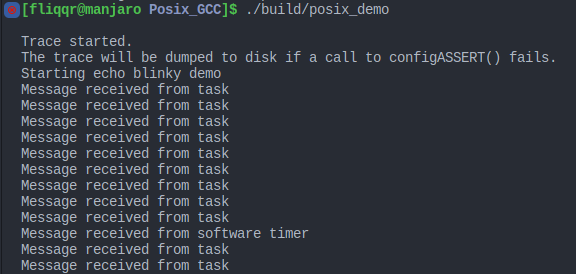 [fliqqr@manjaro Posix_GCC]$ ./build/posix_demo
Trace started.
The trace will be dumped to disk if a call to configASSERT() fails.
Starting echo blinky demo
Message received from task
Message received from task
Message received from task
Message received from task
Message received from task
Message received from task
Message received from task
Message received from task
Message received from task
Message received from software timer
Message received from task
Message received from task